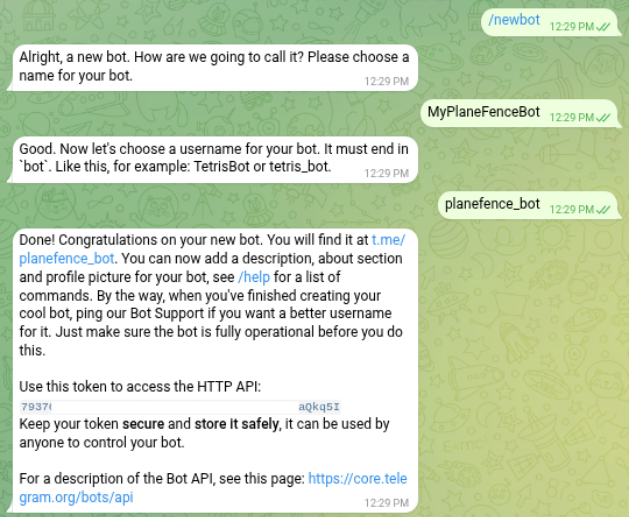 /newbot
12:29 PM
Alright, a new bot. How are we going to call it? Please choose a
name for your bot.
12:29 PM
MyPlaneFenceBot
12:29 PM
Good. Now let's choose a username for your bot. It must end in
`bot`. Like this, for example: TetrisBot or tetris_bot.
12:29 PM
planefence_bot
12:29 PM
Done! Congratulations on your new bot. You will find it at t.me/
planefence_bot. You can now add a description, about section
and profile picture for your bot, see /help for a list of
commands. By the way, when you've finished creating your
cool bot, ping our Bot Support if you want a better username
for it. Just make sure the bot is fully operational before you do
this.
Use this token to access the HTTP API:
7937 aQkq5I
Keep your token secure and store it safely, it can be used by
anyone to control your bot.
For a description of the Bot API, see this page: https://core.tele
gram.org/bots/api
12:29 PM